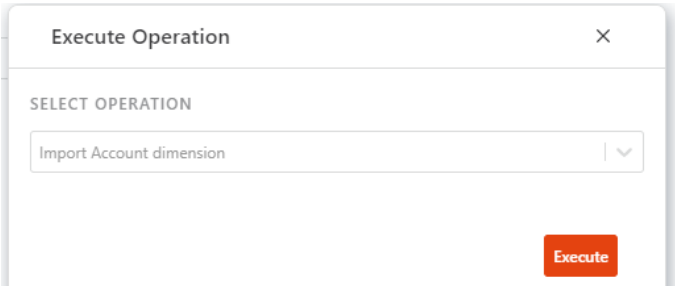 Execute Operation
SELECT OPERATION
Import Account dimension
Execute